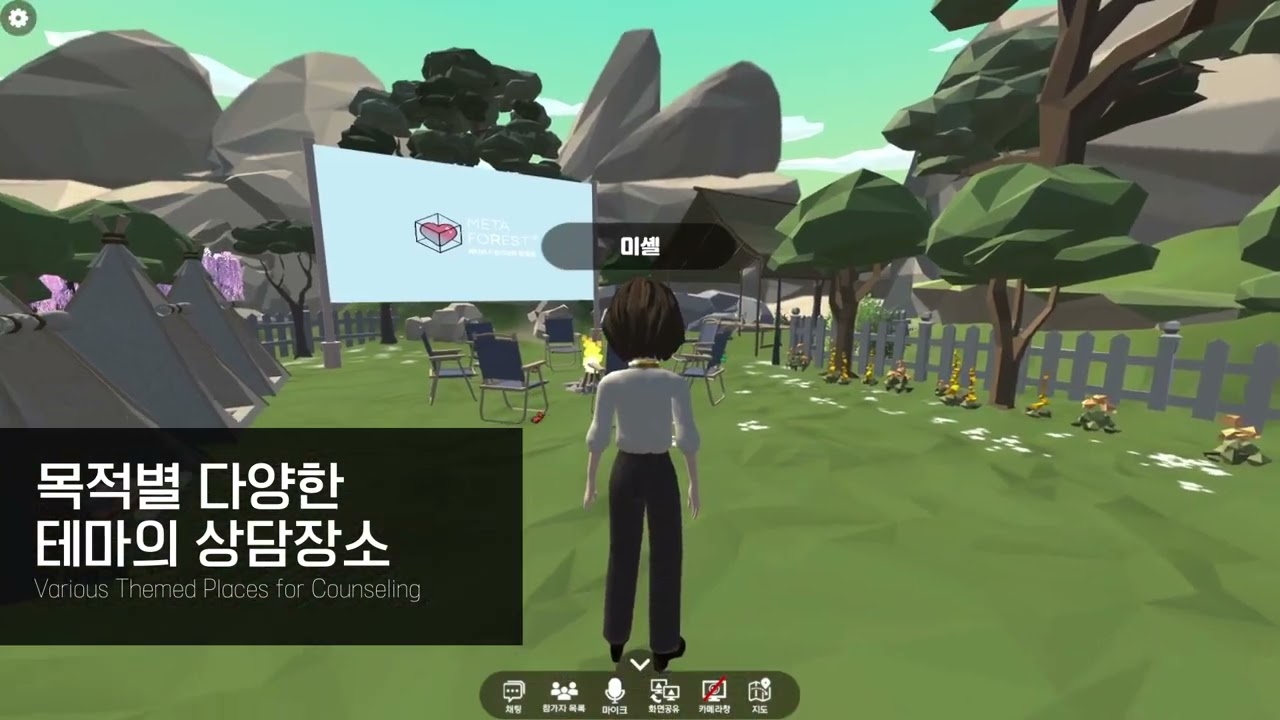 META
FOREST
미셸
목적별 다양한
테마의 상담장소
Various Themed Places for Counseling
채팅
참가자 목록
마이크
화면공유
카메라창
지도